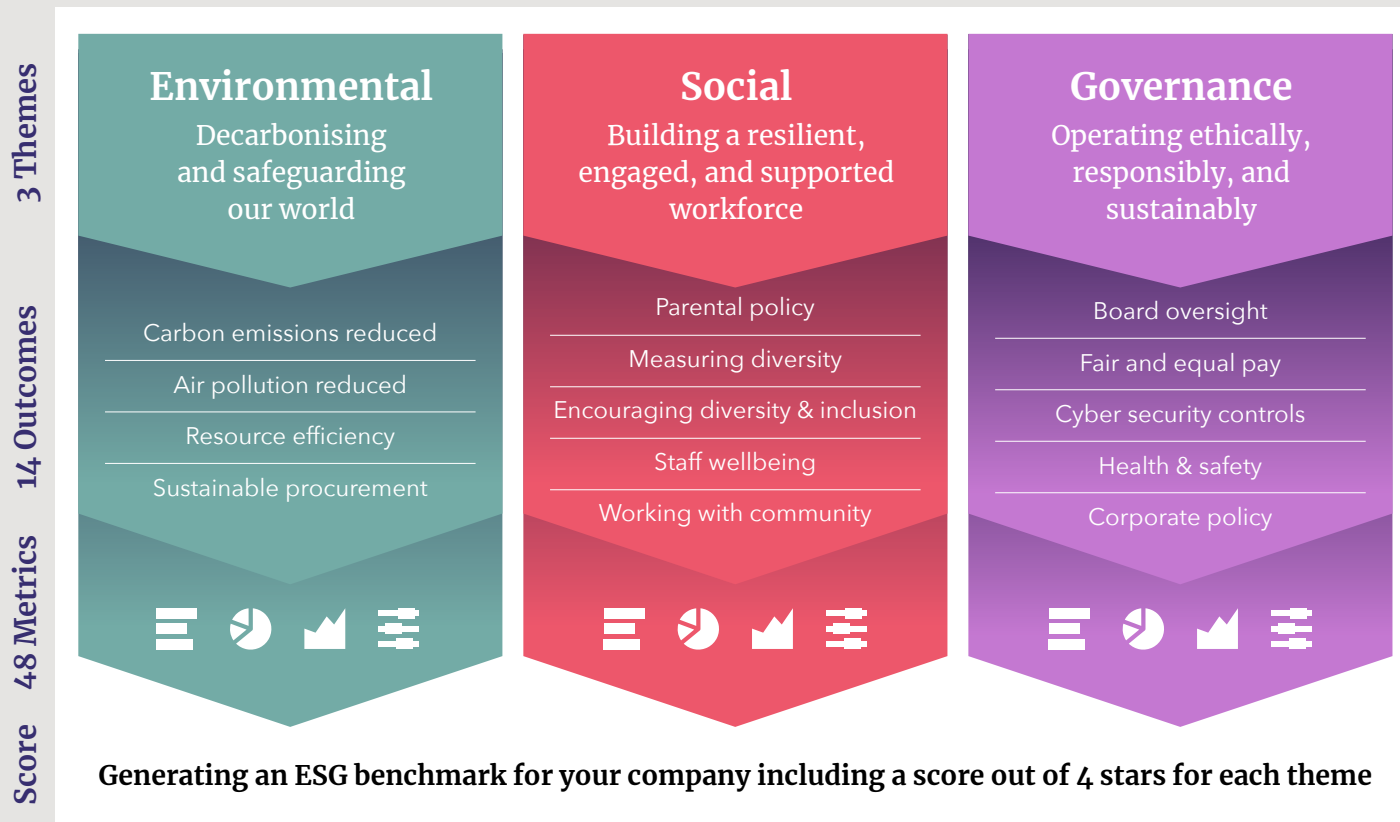 3 Themes
Environmental
Decarbonising
and safeguarding
our world
Social
Building a resilient,
engaged, and supported
workforce
Governance
Operating ethically,
responsibly, and
sustainably
14 Outcomes
Carbon emissions reduced
Air pollution reduced
Resource efficiency
Sustainable procurement
Parental policy
Measuring diversity
Encouraging diversity & inclusion
Staff wellbeing
Working with community
Board oversight
Fair and equal pay
Cyber security controls
Health & safety
Corporate policy
48 Metrics
Score
Generating an ESG benchmark for your company including a score out of 4 stars for each theme